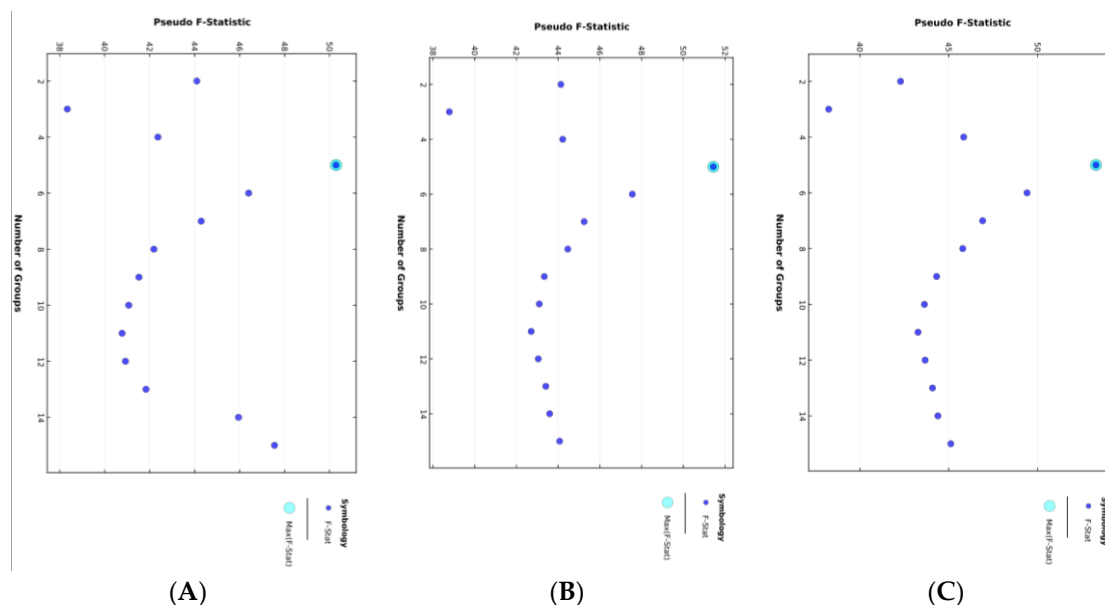 Pseudo F-Statistic
38 40 42 44 46 48 50
2
4
6
8
10
12
14
Number of Groups
Symbology
F-Stat
Max(F-Stat)
(A)
Pseudo F-Statistic
38 40 42 44 46 48 50 52
2
4
6
8
10
12
14
Number of Groups
Symbology
F-Stat
Max(F-Stat)
(B)
Pseudo F-Statistic
40 45 50
2
4
6
8
10
12
14
Number of Groups
Symbology
F-Stat
Max(F-Stat)
(C)